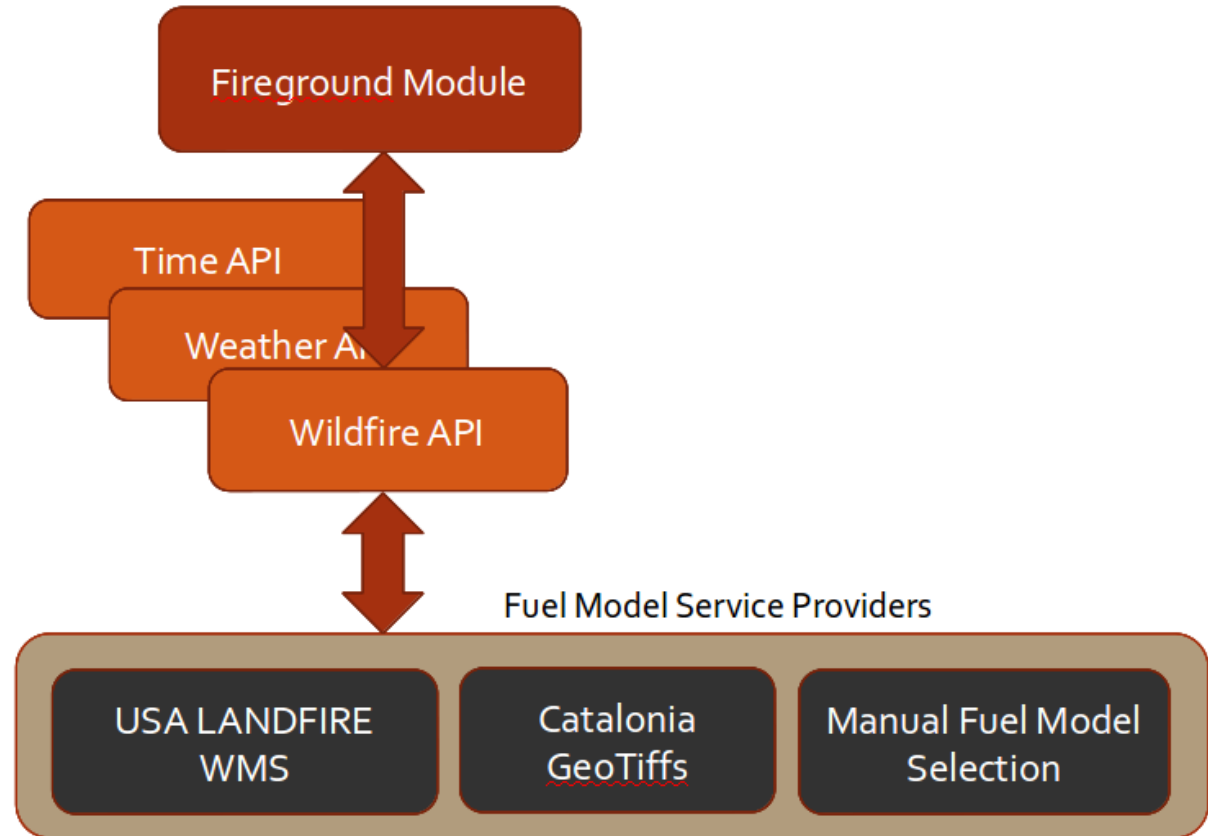 Fireground Module
Time API
Weather AP
Wildfire API
Fuel Model Service Providers
USA LANDFIRE
WMS
Catalonia
GeoTiffs
Manual Fuel Model
Selection